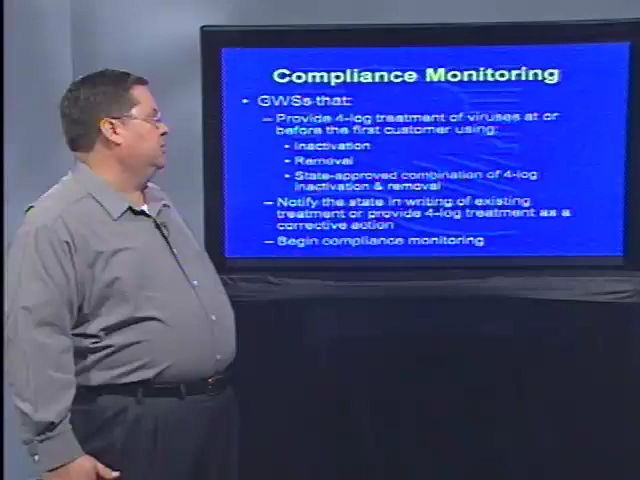 Compliance Monitoring
• GWSs that:
– Provide 4-log treatment of viruses at or
before the first customer using:
• Inactivation
• Removal
• State-approved combination of 4-log
inactivation & removal
– Notify the state in writing of existing
treatment or provide 4-log treatment as a
corrective action
– Begin compliance monitoring